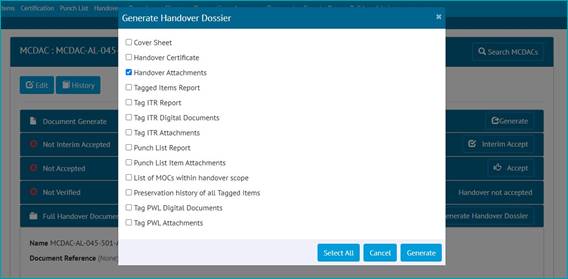 Items Certification Punch List Handover
Generate Handover Dossier ×
MCDAC : MCDAC-AL-045- Search MCDACs
Edit History
Cover Sheet
Handover Certificate
Handover Attachments
Tagged Items Report
Tag ITR Report
Tag ITR Digital Documents
Tag ITR Attachments
Punch List Report
Punch List Item Attachments
List of MOCs within handover scope
Preservation history of all Tagged Items
Tag PWL Digital Documents
Tag PWL Attachments
Document Generate Generate
Not Interim Accepted Interim Accept
Not Accepted Accept
Not Verified Handover not accepted
Full Handover Document Generate Handover Dossier
Select All Cancel Generate
Name MCDAC-AL-045-501-
Document Reference (None)